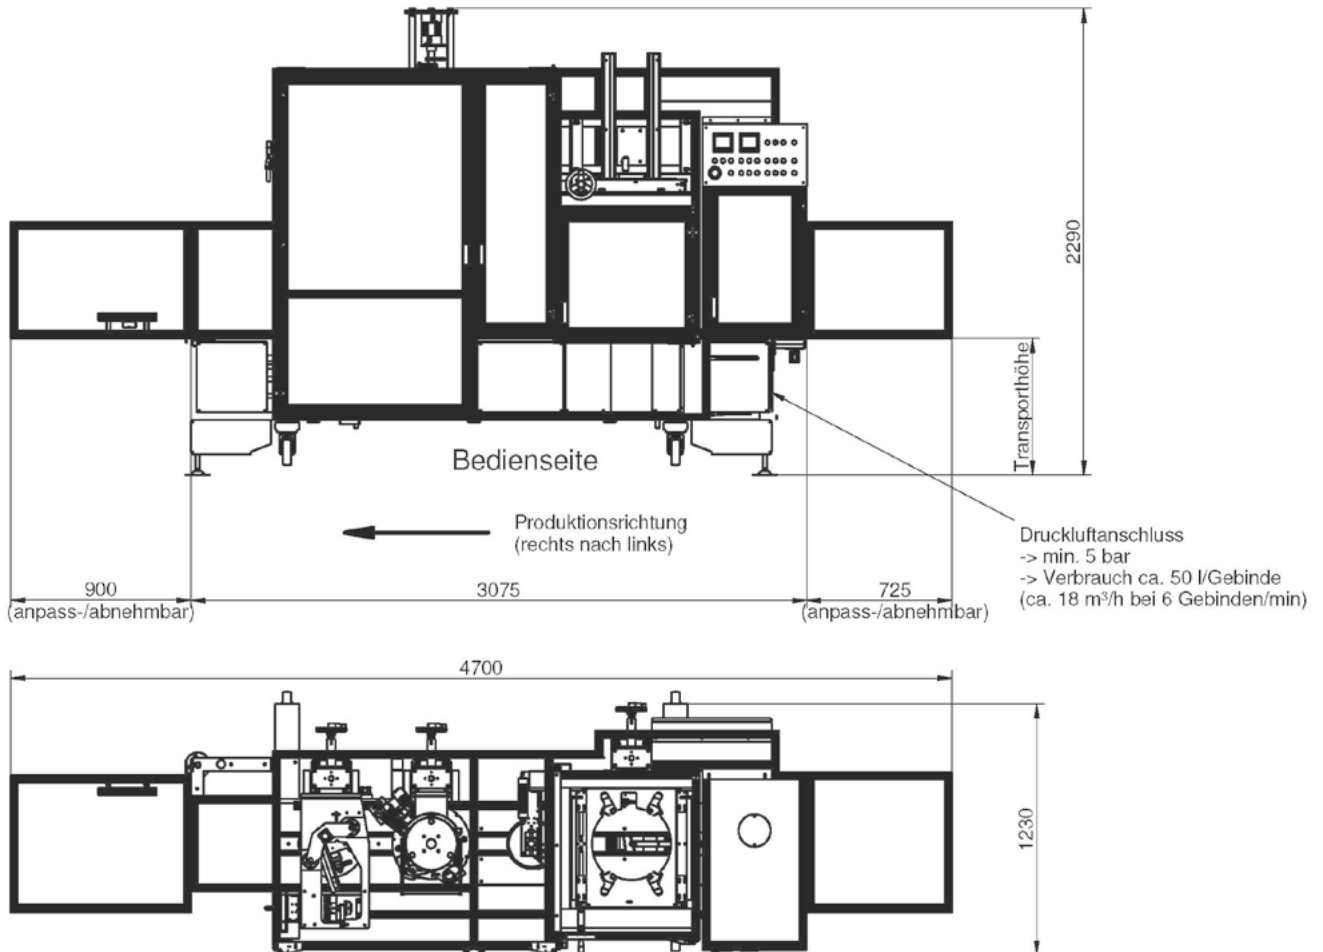 2290
Transporthöhe
Bedienseite
Produktionsrichtung
(rechts nach links)
Druckluftanschluss
-> min. 5 bar
-> Verbrauch ca. 50 l/Gebinde
(ca. 18 m³/h bei 6 Gebinden/min)
900
(anpass-/abnehmbar)
3075
725
(anpass-/abnehmbar)
4700
1230